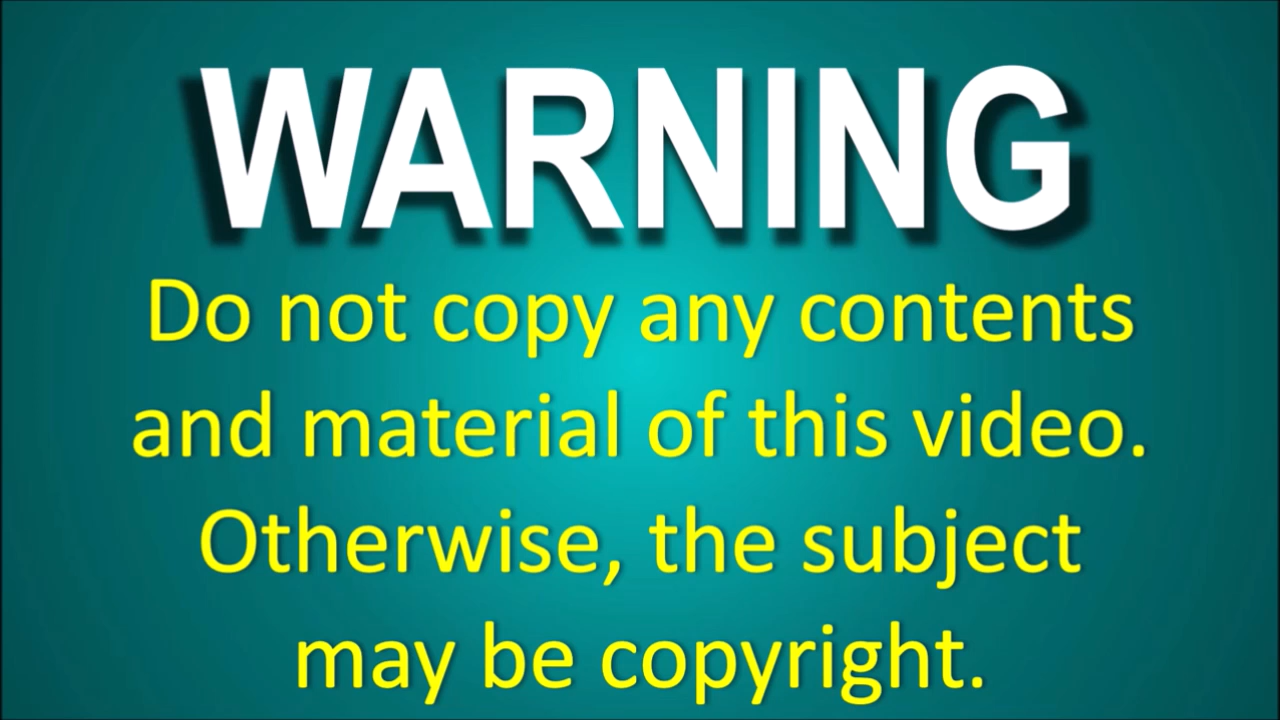 WARNING
Do not copy any contents
and material of this video.
Otherwise, the subject
may be copyright.